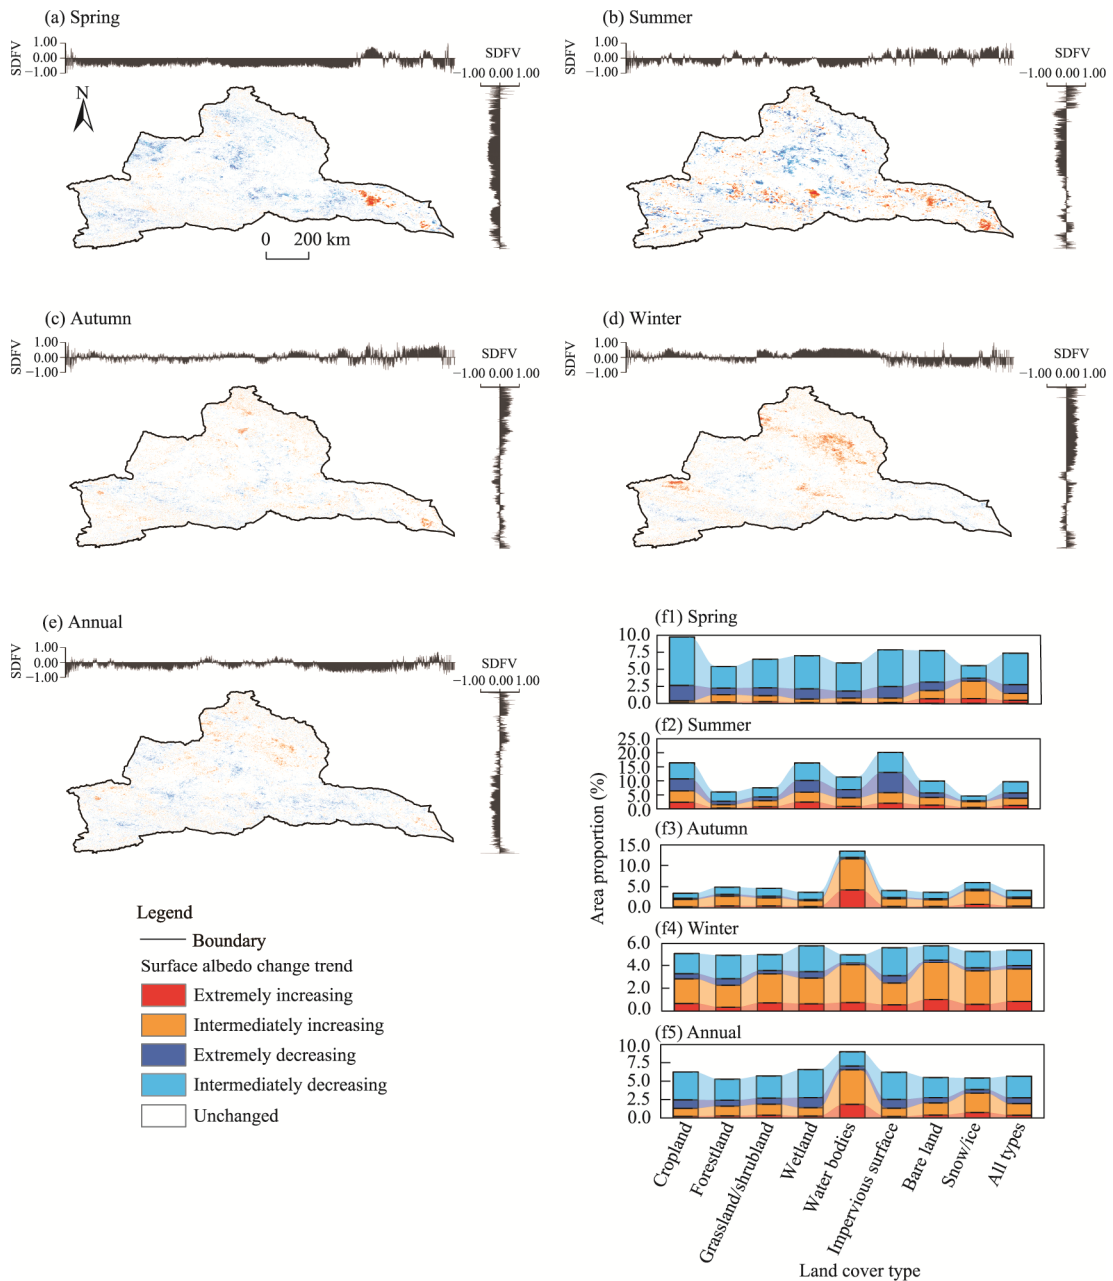 (a) Spring
SDFV
1.00
0.00
−1.00
SDFV
−1.00 0.00 1.00
N
0 200 km
(b) Summer
SDFV
1.00
0.00
−1.00
SDFV
−1.00 0.00 1.00
(c) Autumn
SDFV
1.00
0.00
−1.00
SDFV
−1.00 0.00 1.00
(d) Winter
SDFV
1.00
0.00
−1.00
SDFV
−1.00 0.00 1.00
(e) Annual
SDFV
1.00
0.00
−1.00
SDFV
−1.00 0.00 1.00
Legend
Boundary
Surface albedo change trend
Extremely increasing
Intermediately increasing
Extremely decreasing
Intermediately decreasing
Unchanged
Area proportion (%)
(f1) Spring
10.0
7.5
5.0
2.5
0.0
(f2) Summer
25.0
20.0
15.0
10.0
5.0
0.0
(f3) Autumn
15.0
10.0
5.0
0.0
(f4) Winter
6.0
4.0
2.0
0.0
(f5) Annual
10.0
7.5
5.0
2.5
0.0
Cropland
Forestland
Grassland/shrubland
Wetland
Water bodies
Impervious surface
Bare land
Snow/ice
All types
Land cover type